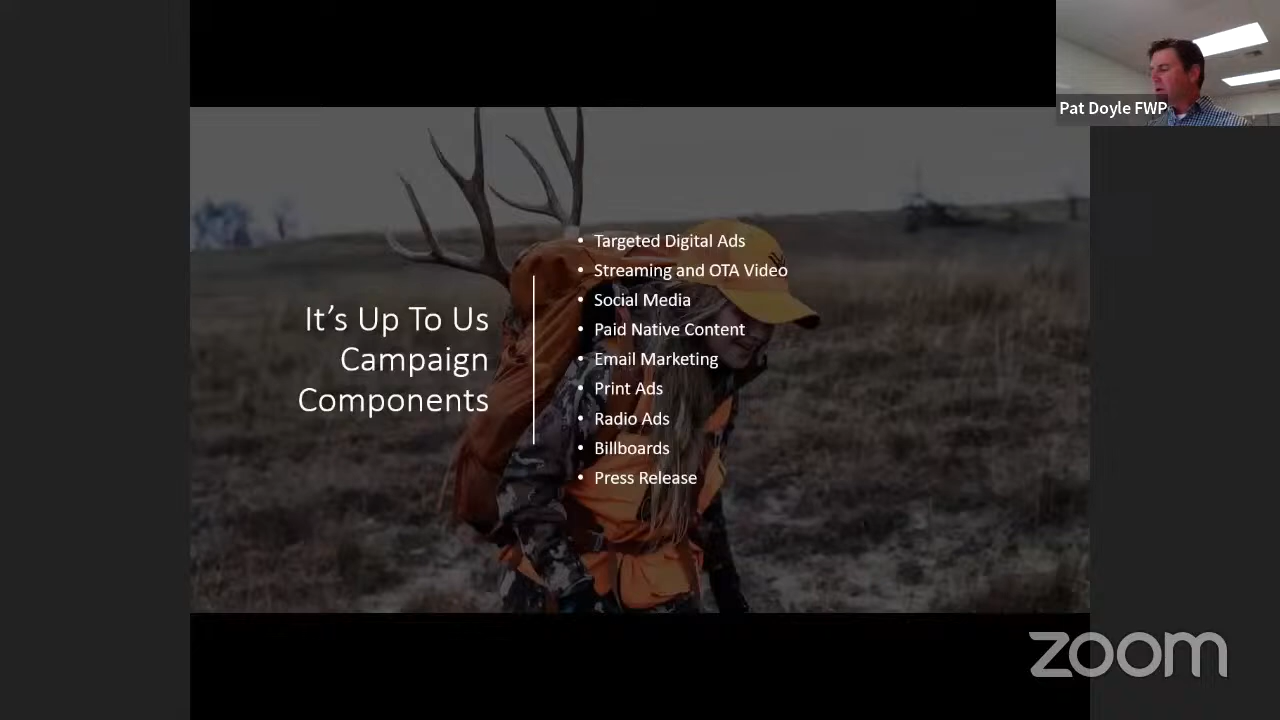 Pat Doyle FWP
It's Up To Us
Campaign
Components
• Targeted Digital Ads
• Streaming and OTA Video
• Social Media
• Paid Native Content
• Email Marketing
• Print Ads
• Radio Ads
• Billboards
• Press Release
zoom